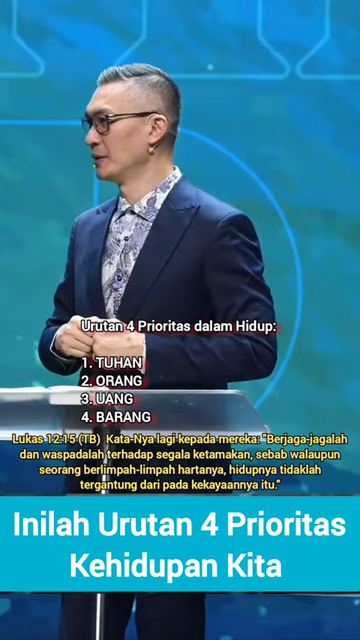 Urutan 4 Prioritas dalam Hidup:
1. TUHAN
2. ORANG
3. UANG
4. BARANG
Lukas 12:15 (TB)  Kata-Nya lagi kepada mereka: "Berjaga-jagalah
dan waspadalah terhadap segala ketamakan, sebab walaupun
seorang berlimpah-limpah hartanya, hidupnya tidaklah
tergantung dari pada kekayaannya itu."
Inilah Urutan 4 Prioritas
Kehidupan Kita